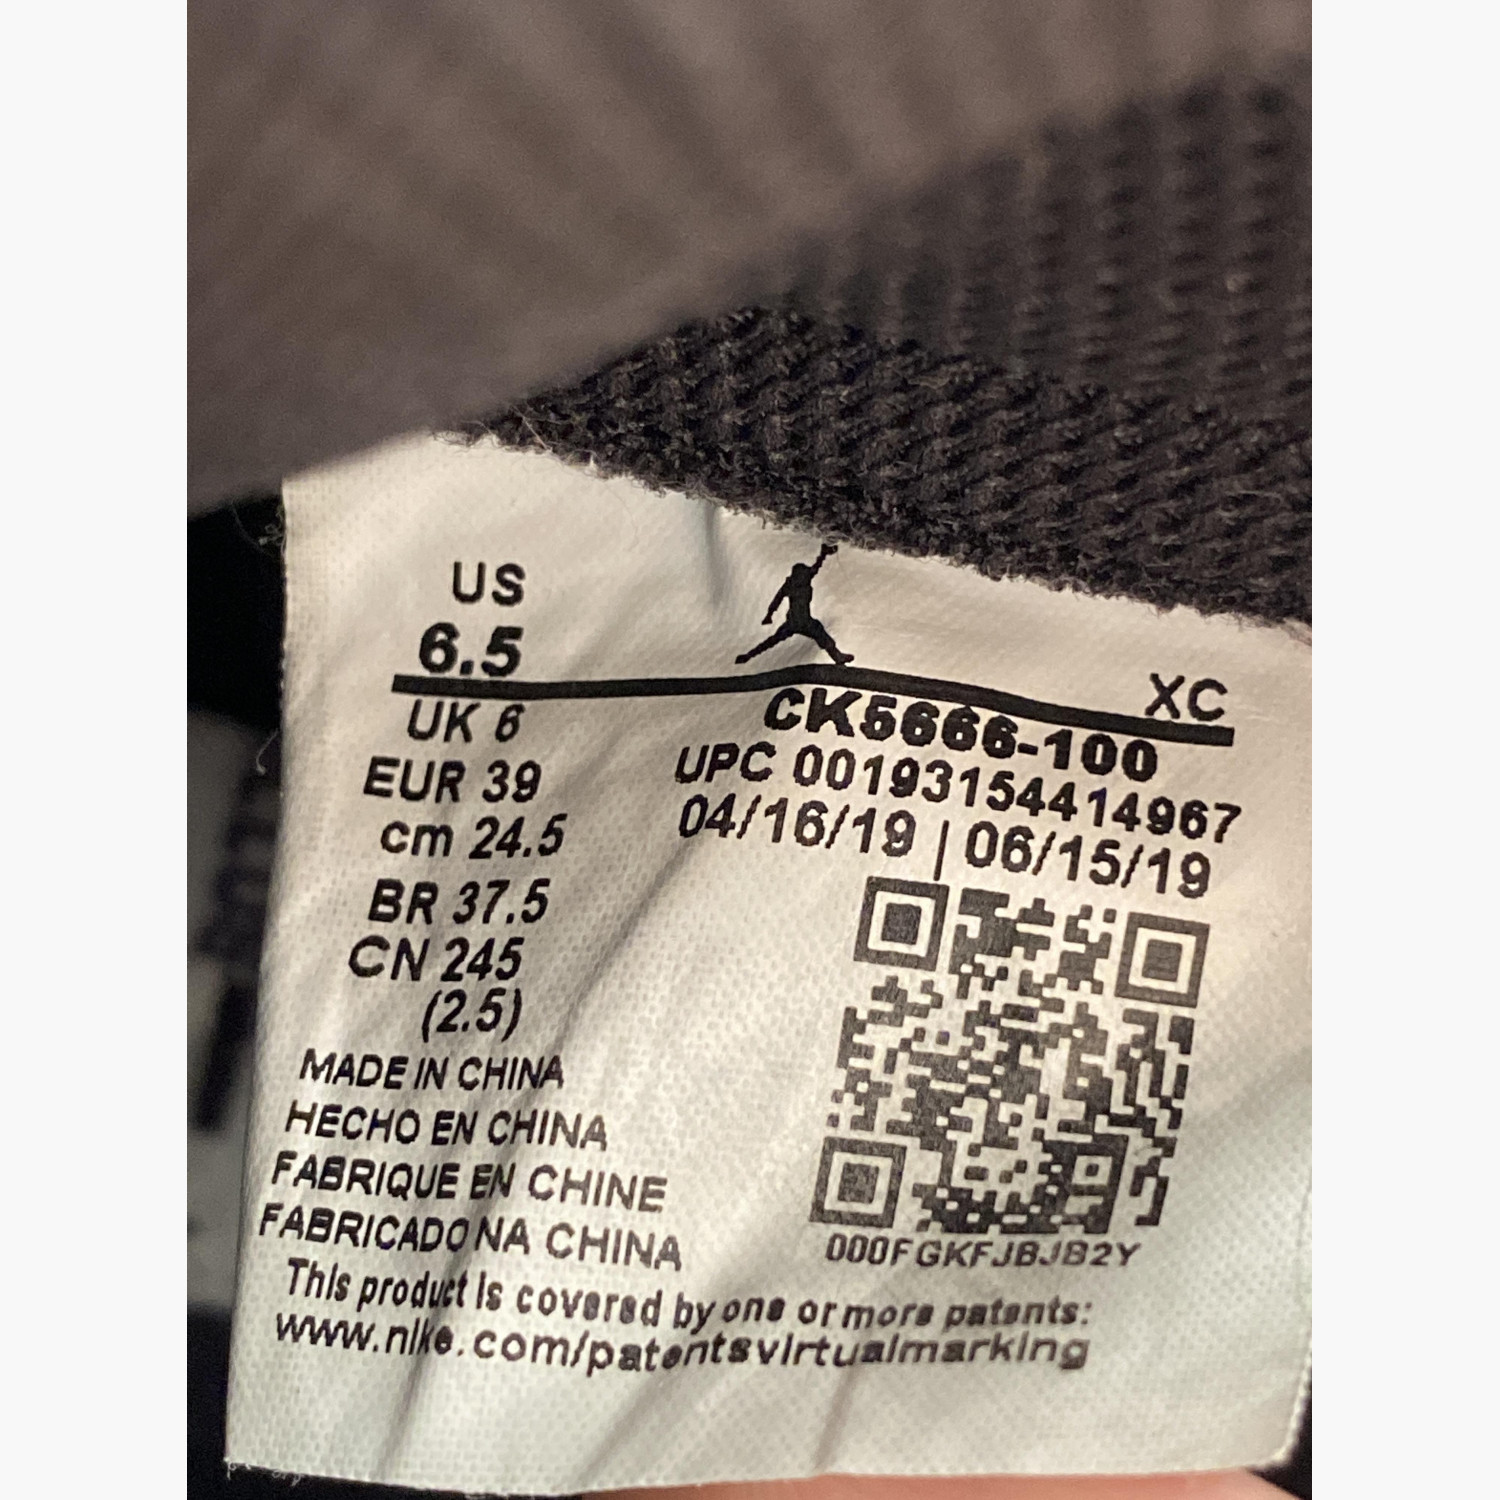 US
6.5
XC
UK 6
EUR 39
cm 24.5
BR 37.5
CN 245
(2.5)
CK5666-100
UPC 00193154414967
04/16/19 | 06/15/19
000FGKFJBJB2Y
MADE IN CHINA
HECHO EN CHINA
FABRIQUE EN CHINE
FABRICADO NA CHINA
This product is covered by one or more patents:
www.nike.com/patentsvirtualmarking